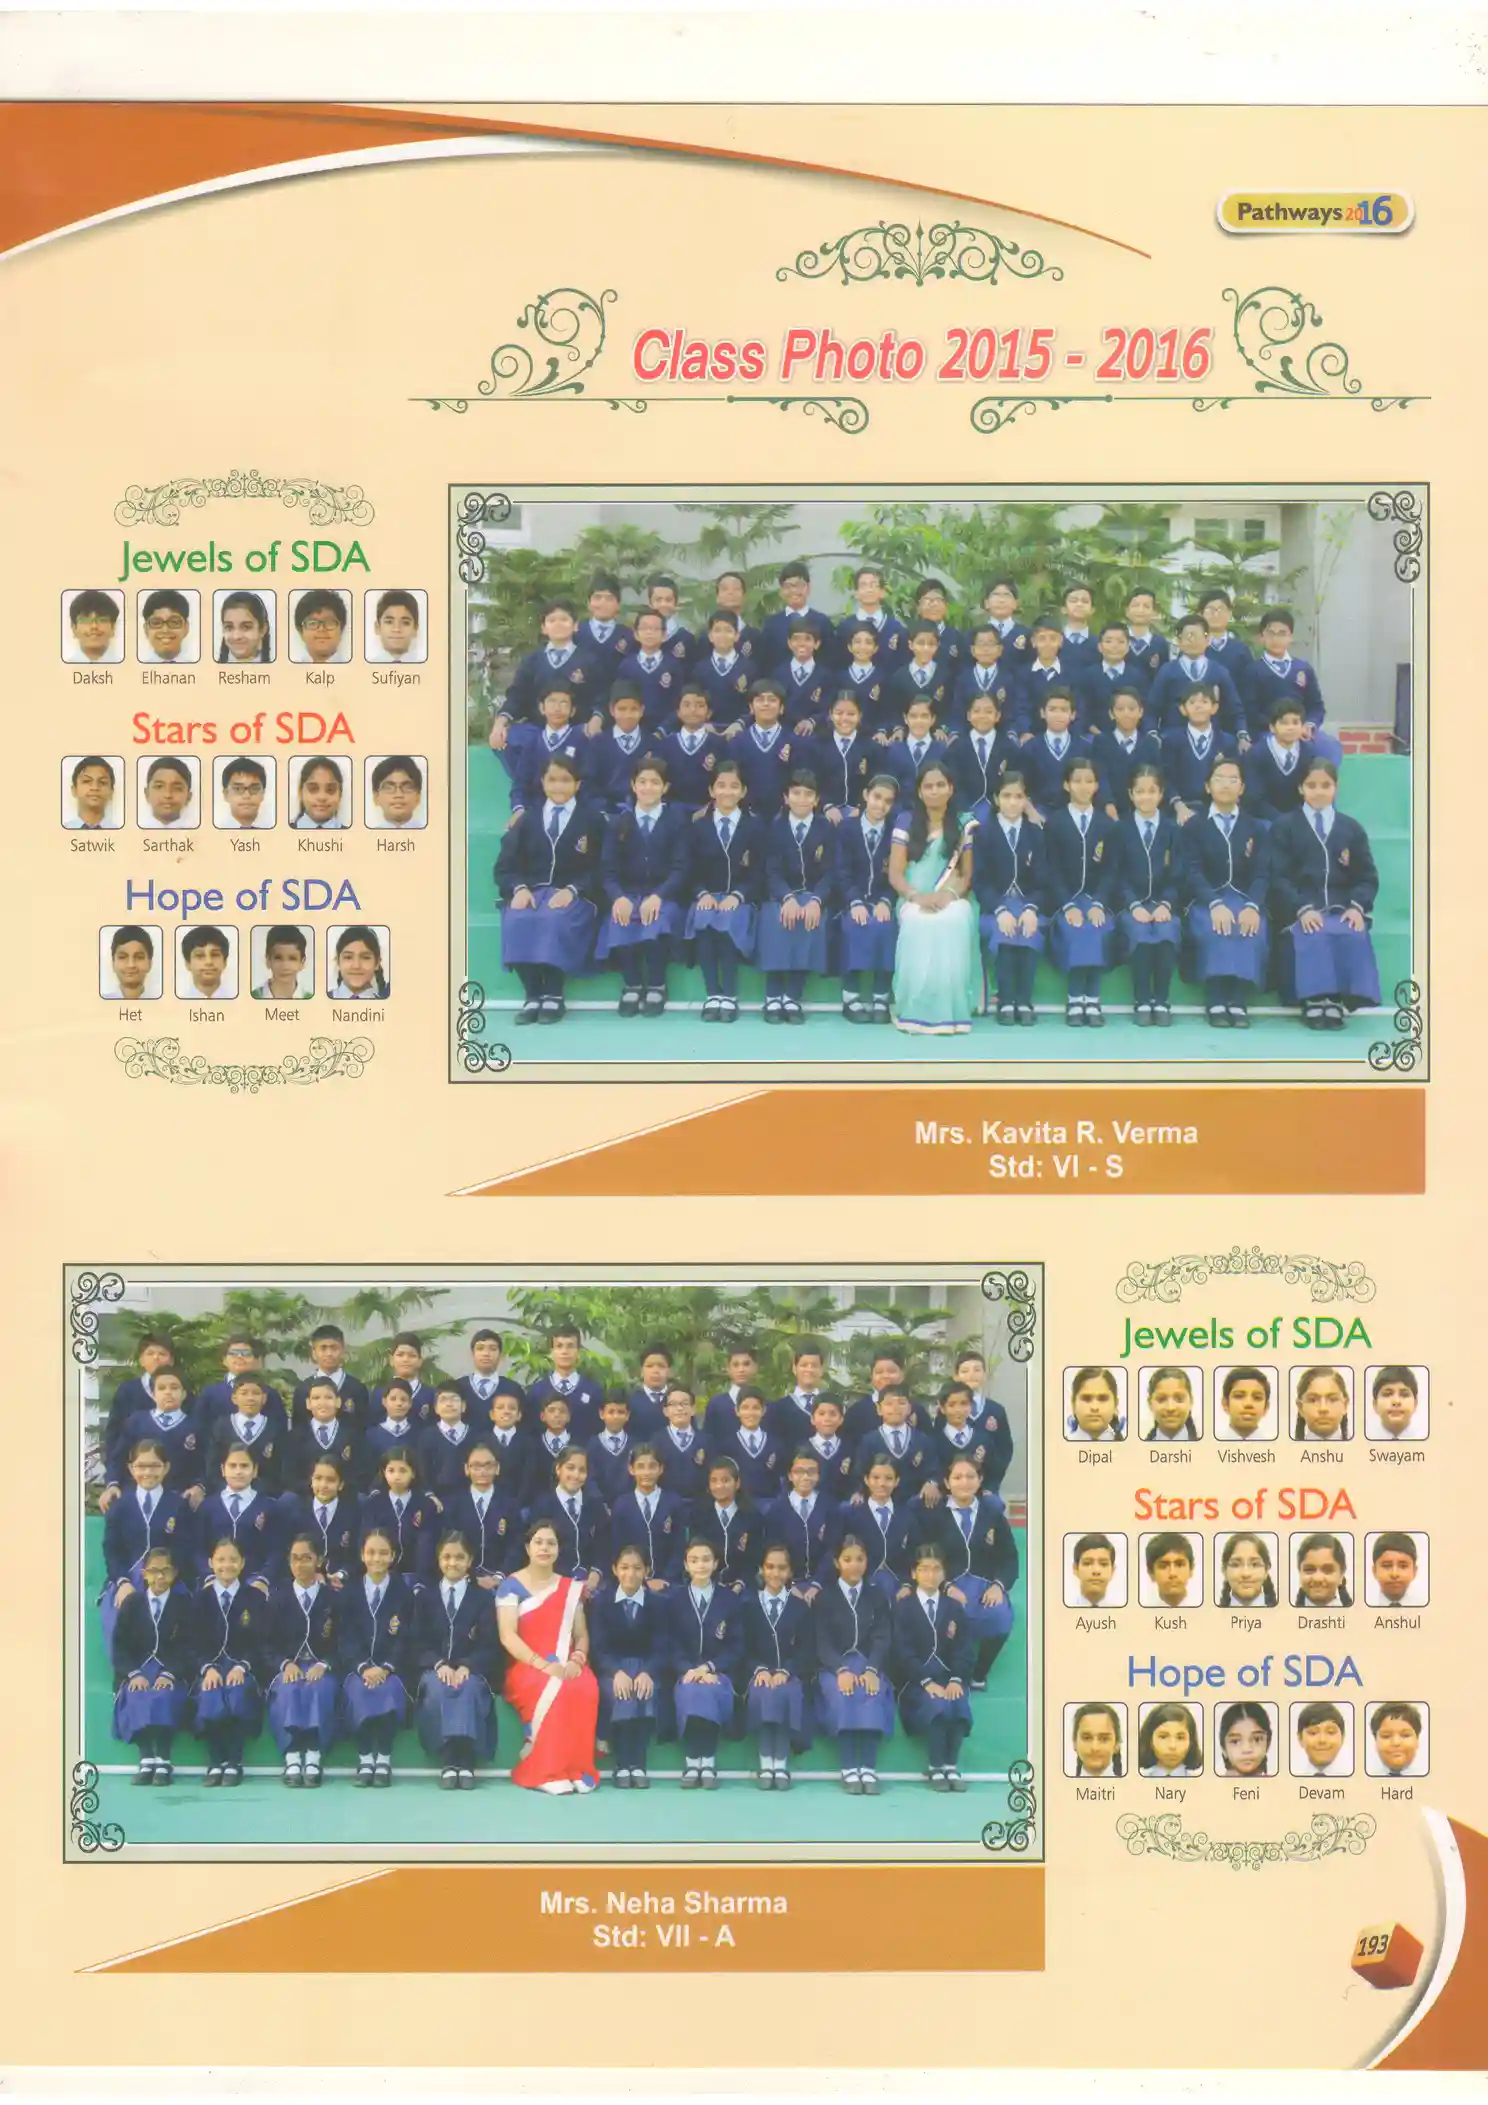 Pathways 2016
Class Photo 2015 - 2016
Jewels of SDA
Daksh Elhanan Resham Kalp Sufiyan
Stars of SDA
Satwik Sarthak Yash Khushi Harsh
Hope of SDA
Het Ishan Meet Nandini
Mrs. Kavita R. Verma
Std: VI - S
Jewels of SDA
Dipal Darshi Vishvesh Anshu Swayam
Stars of SDA
Ayush Kush Priya Drashti Anshul
Hope of SDA
Maitri Nary Feni Devam Hard
Mrs. Neha Sharma
Std: VII - A
193